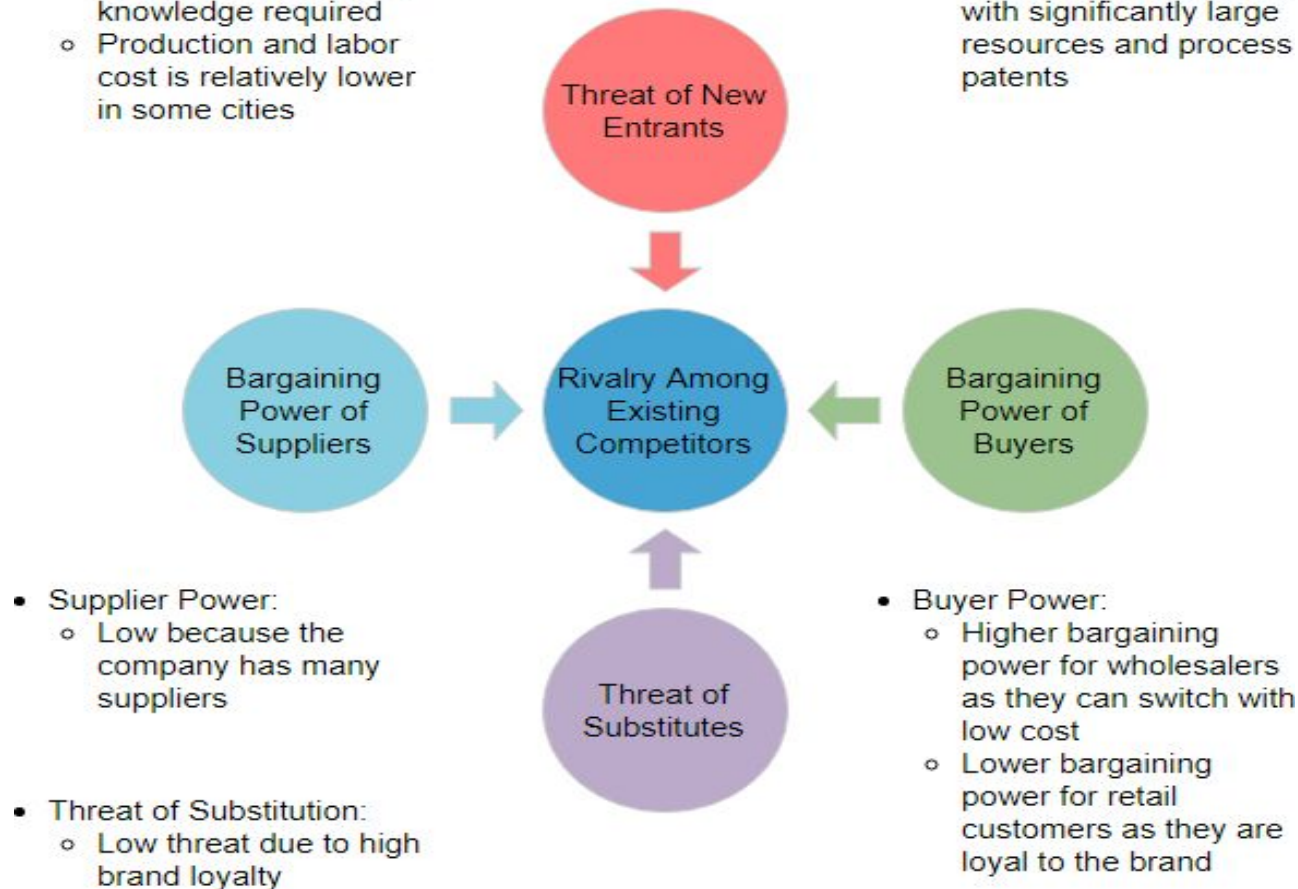 knowledge required
○ Production and labor
cost is relatively lower
in some cities
with significantly large
resources and process
patents
Threat of New
Entrants
Bargaining
Power of
Suppliers
Rivalry Among
Existing
Competitors
Bargaining
Power of
Buyers
Threat of
Substitutes
• Supplier Power:
○ Low because the
company has many
suppliers
• Threat of Substitution:
○ Low threat due to high
brand loyalty
• Buyer Power:
○ Higher bargaining
power for wholesalers
as they can switch with
low cost
○ Lower bargaining
power for retail
customers as they are
loyal to the brand